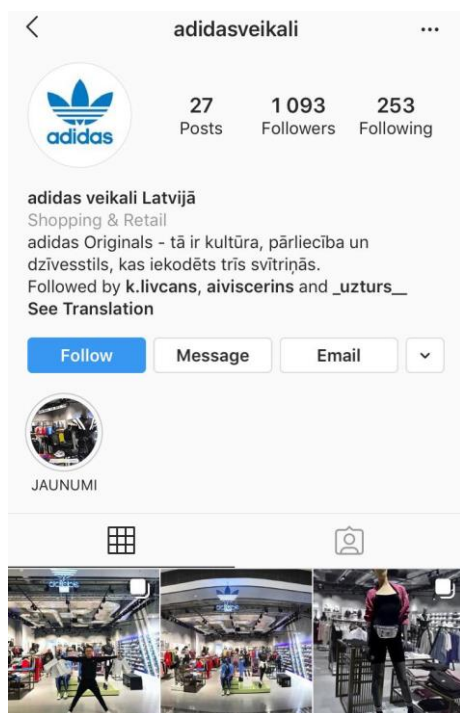 adidasveikali
adidas
27 1 093 253
Posts Followers Following
adidas veikali Latvijā
Shopping & Retail
adidas Originals - tā ir kultūra, pārliecība un
dzīvesstils, kas iekodēts trīs svītriņās.
Followed by k.livcans, aiviscerins and _uzturs__
See Translation
Follow Message Email
JAUNUMI
adidas
adidas